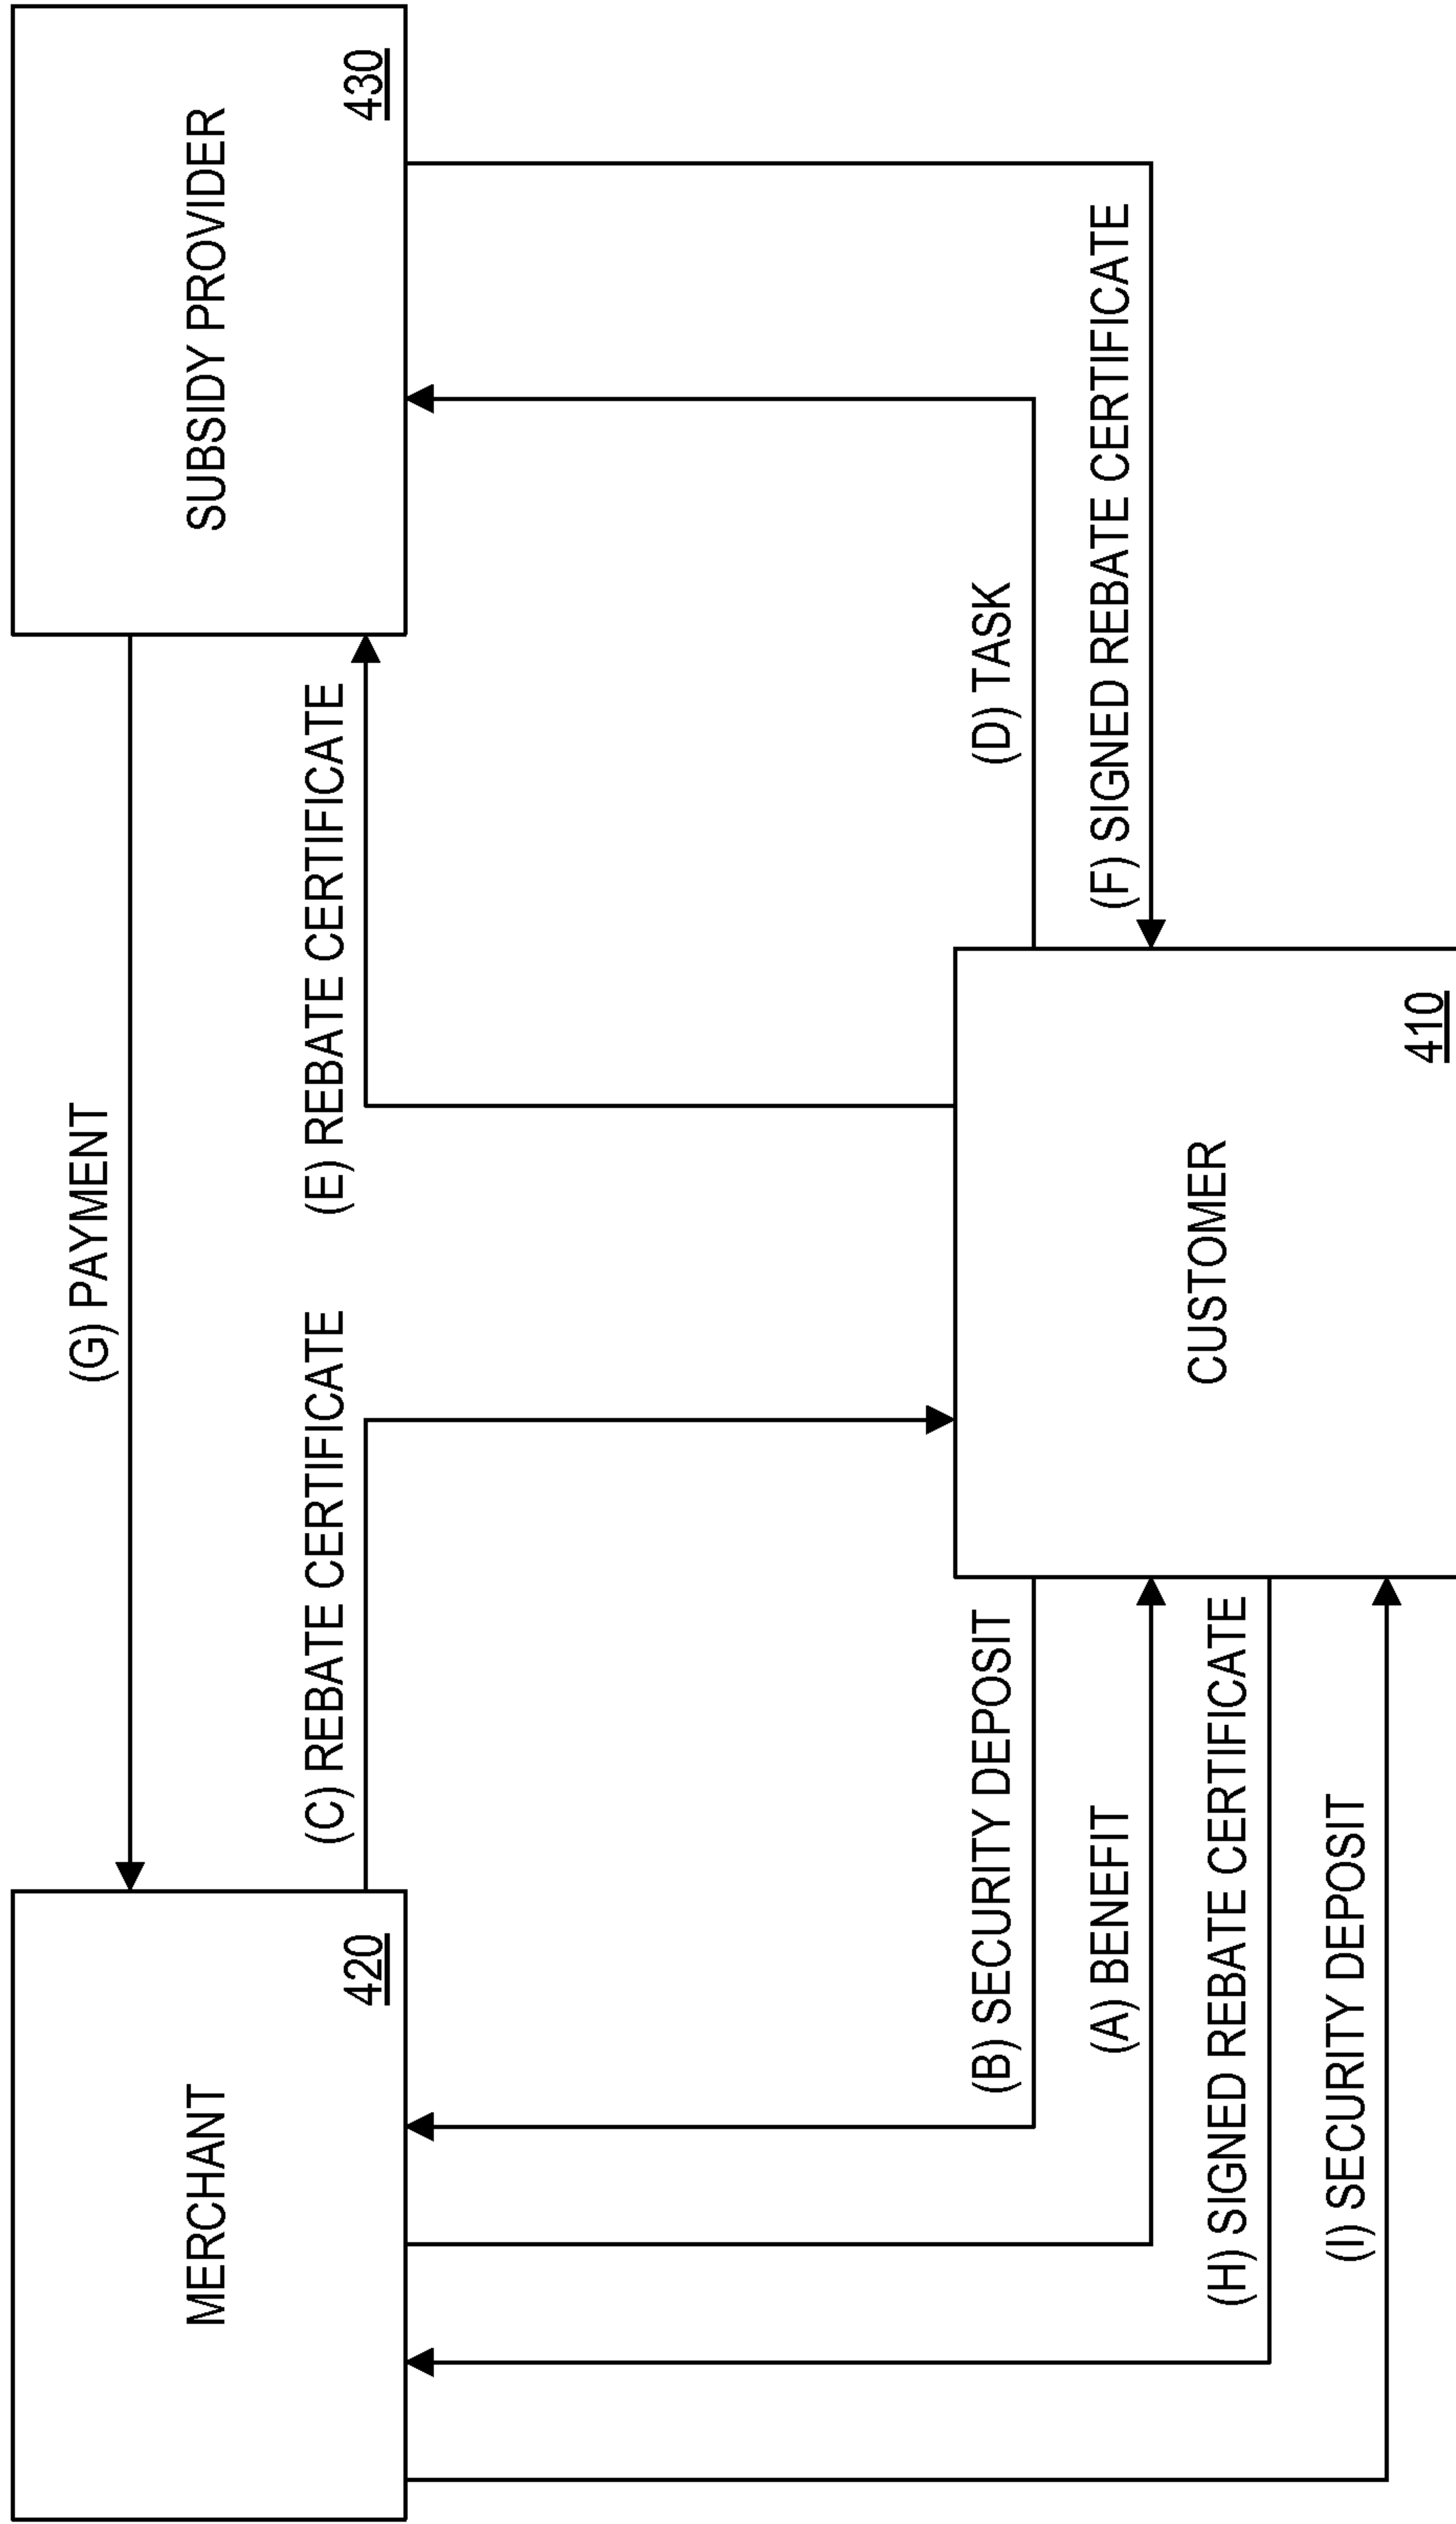 (G) PAYMENT
MERCHANT
420
SUBSIDY PROVIDER
430
(C) REBATE CERTIFICATE
(E) REBATE CERTIFICATE
(B) SECURITY DEPOSIT
(D) TASK
(A) BENEFIT
(F) SIGNED REBATE CERTIFICATE
CUSTOMER
(H) SIGNED REBATE CERTIFICATE
(I) SECURITY DEPOSIT
410